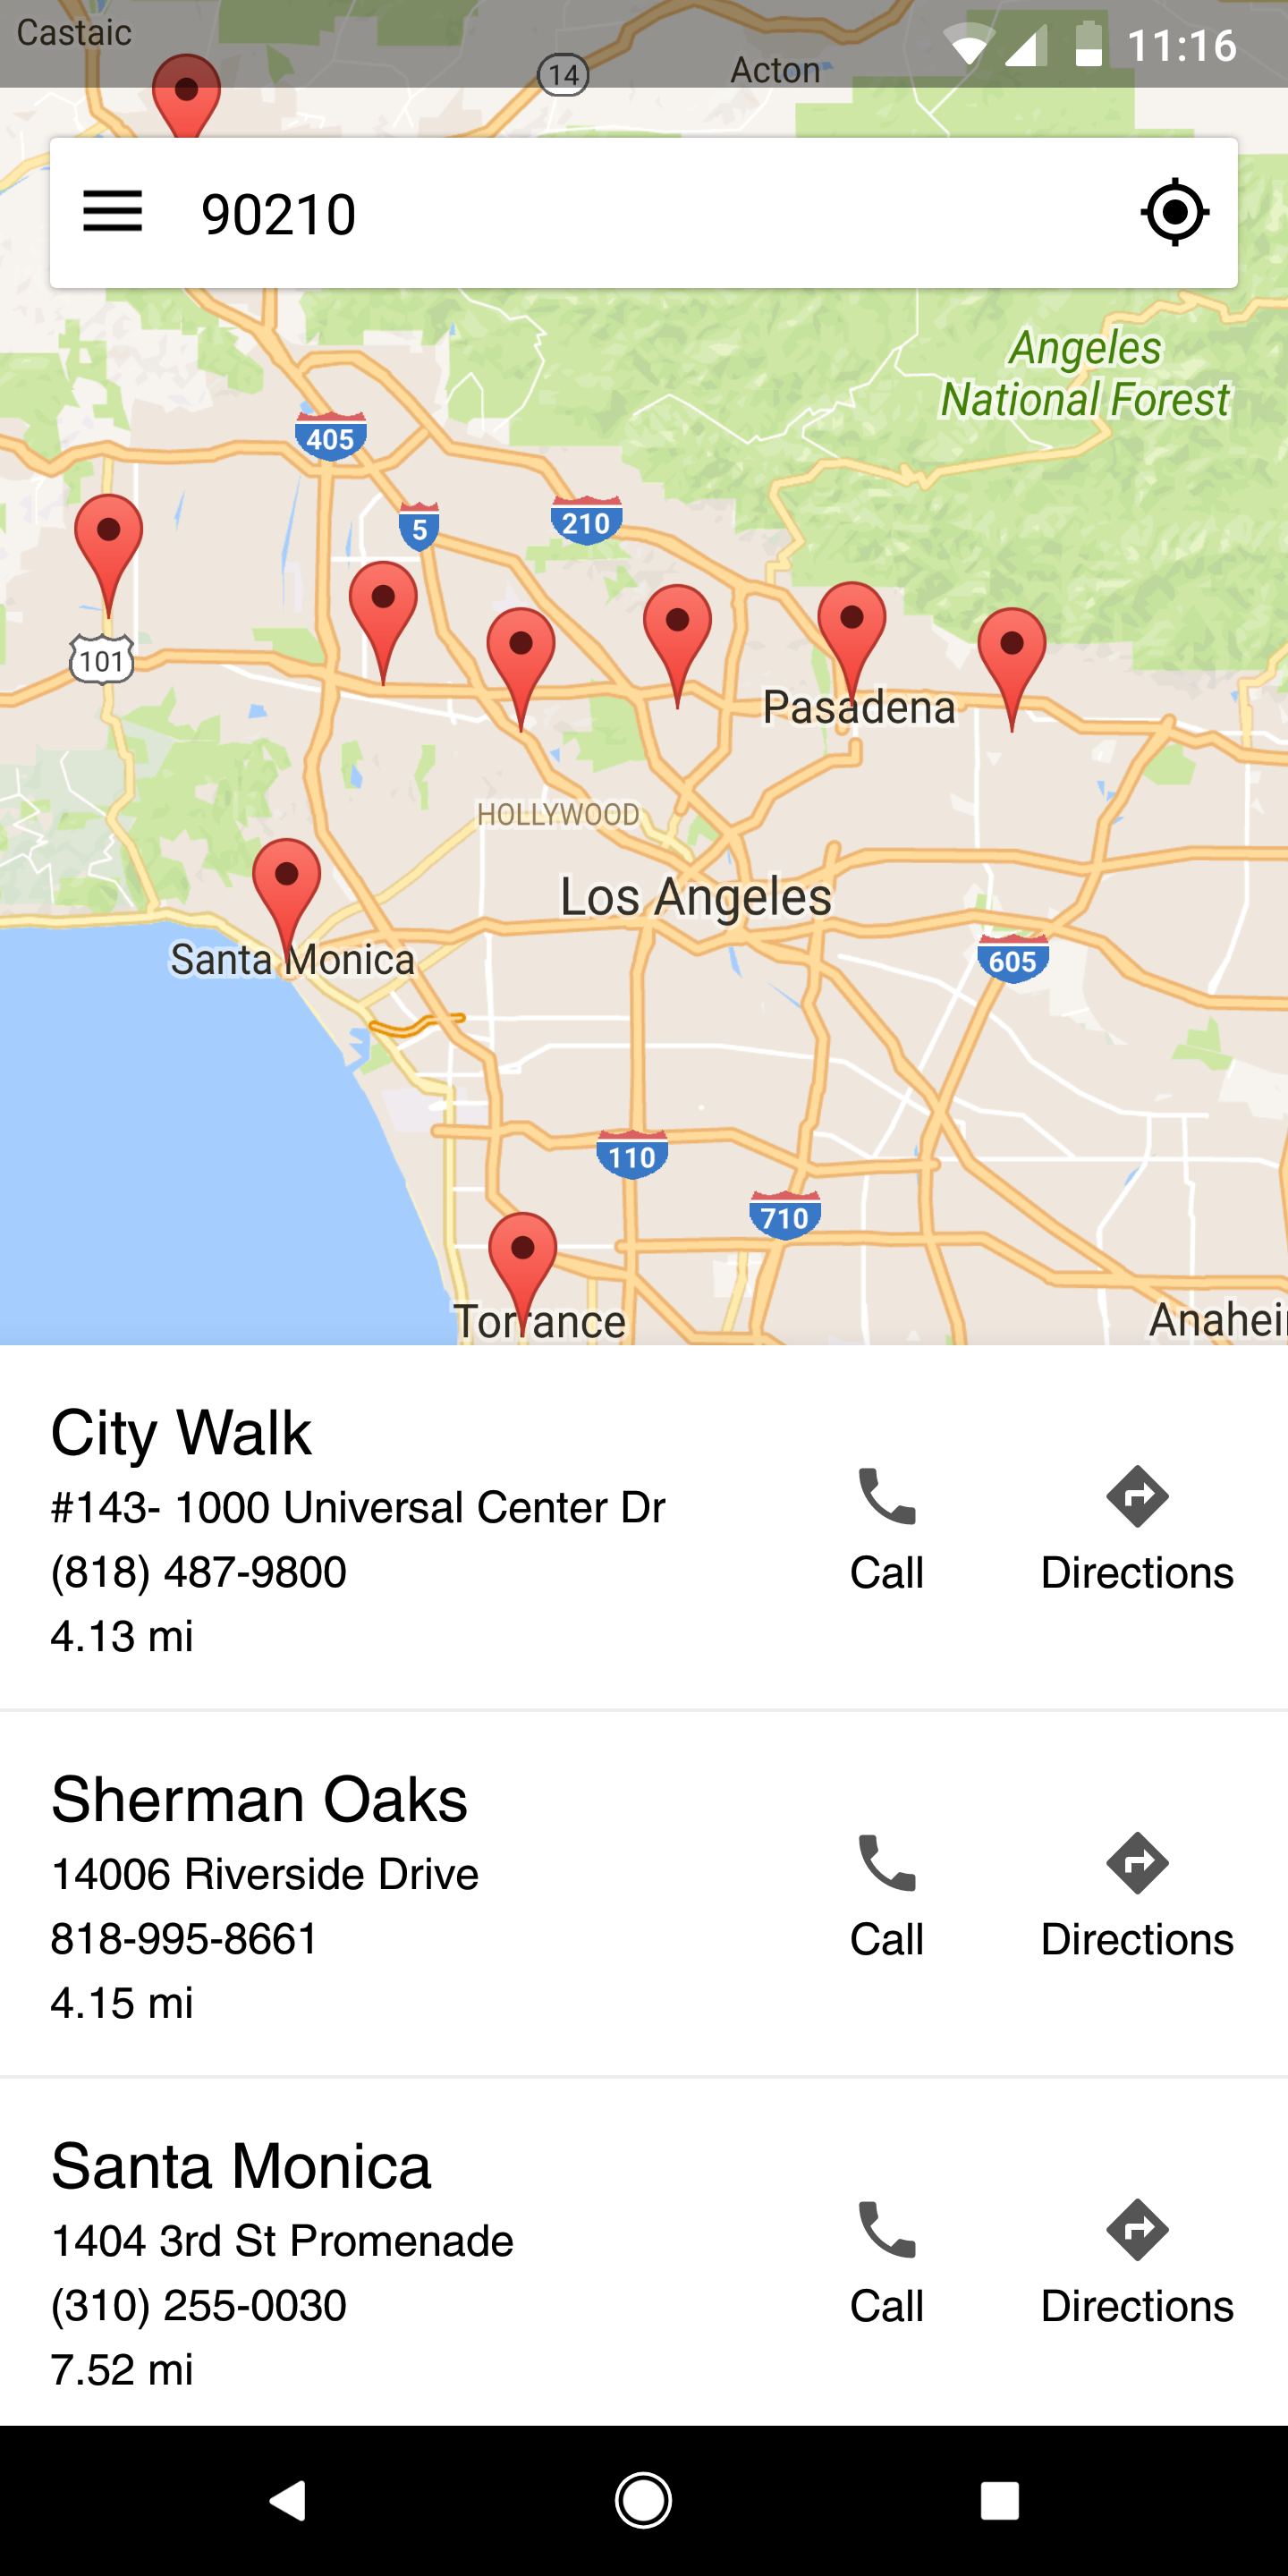 Castaic
14
Acton
11:16
90210
Angeles
National Forest
405
5
210
101
Pasadena
HOLLYWOOD
Los Angeles
Santa Monica
605
110
710
Torrance
Anahei
City Walk
#143- 1000 Universal Center Dr
(818) 487-9800
4.13 mi
Call
Directions
Sherman Oaks
14006 Riverside Drive
818-995-8661
4.15 mi
Call
Directions
Santa Monica
1404 3rd St Promenade
(310) 255-0030
7.52 mi
Call
Directions